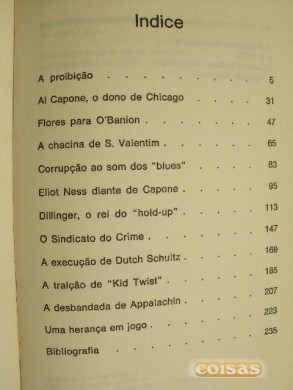 Indice
A proibição . . . . . . . . 5
Al Capone, o dono de Chicago . . . . 31
Flores para O'Banion . . . . . . 47
A chacina de S. Valentim . . . . . 65
Corrupção ao som dos "blues" . . . . 83
Eliot Ness diante de Capone . . . . 95
Dillinger, o rei do "hold-up" . . . . 113
O Sindicato do Crime . . . . . . 147
A execução de Dutch Schultz . . . . 169
A traição de "Kid Twist" . . . . . 185
A desbandada de Appalachin . . . . 207
Uma herança em jogo . . . . . . 223
Bibliografia . . . . . . . 235
coisas